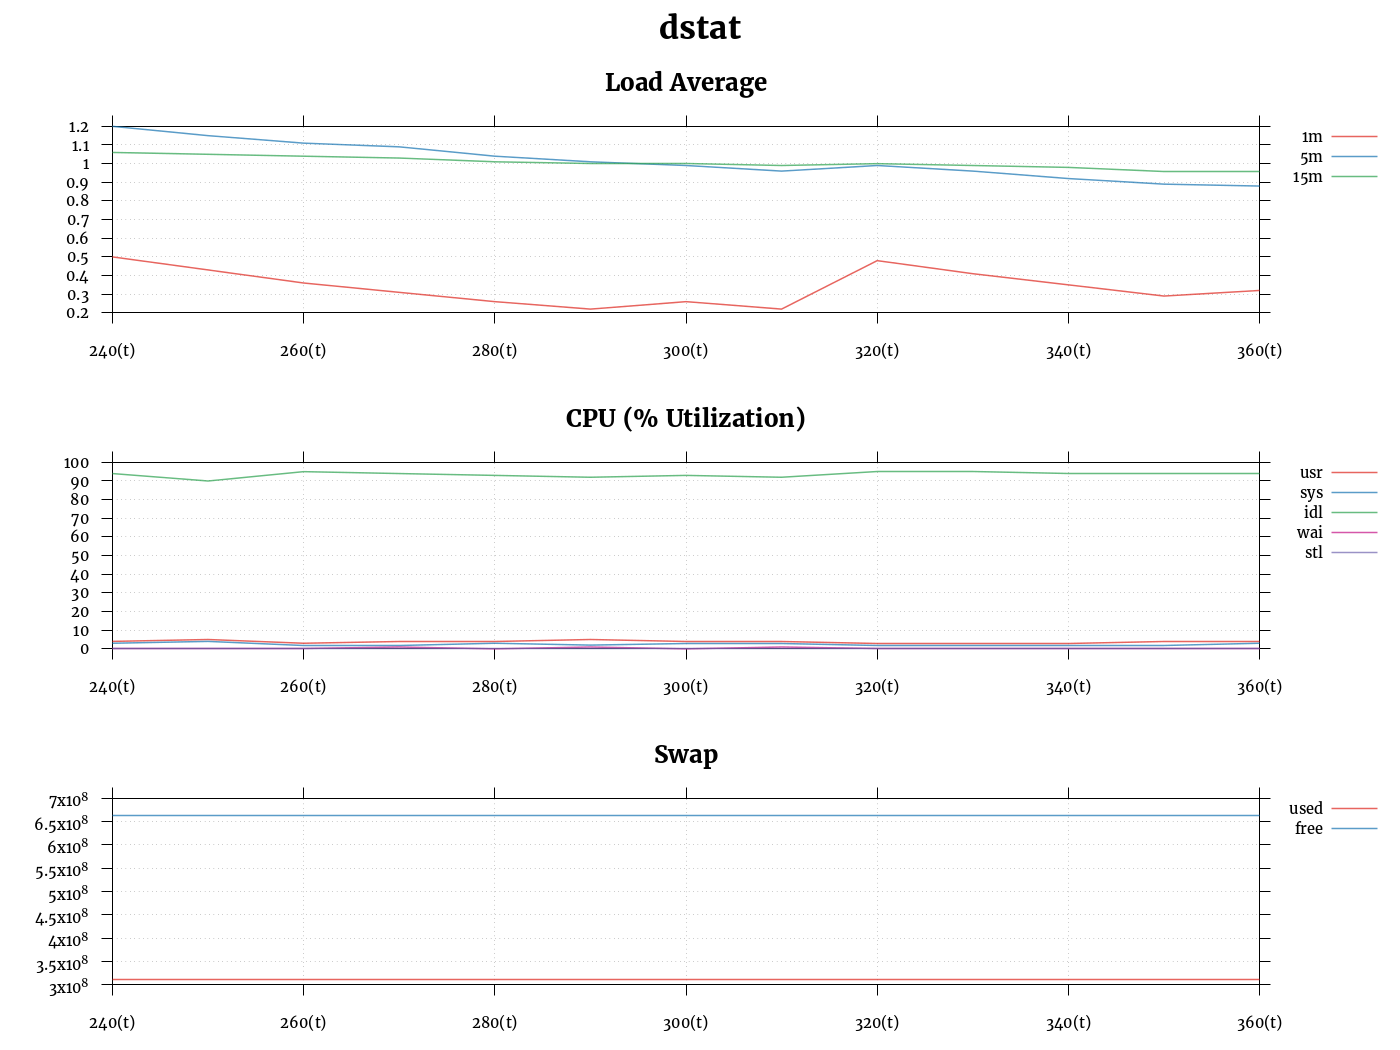 dstat
Load Average
1.2
1.1
1
0.9
0.8
0.7
0.6
0.5
0.4
0.3
0.2
240(t) 260(t) 280(t) 300(t) 320(t) 340(t) 360(t)
1m
5m
15m
CPU (% Utilization)
100
90
80
70
60
50
40
30
20
10
0
240(t) 260(t) 280(t) 300(t) 320(t) 340(t) 360(t)
usr
sys
idl
wai
stl
Swap
7x10⁸
6.5x10⁸
6x10⁸
5.5x10⁸
5x10⁸
4.5x10⁸
4x10⁸
3.5x10⁸
3x10⁸
240(t) 260(t) 280(t) 300(t) 320(t) 340(t) 360(t)
used
free